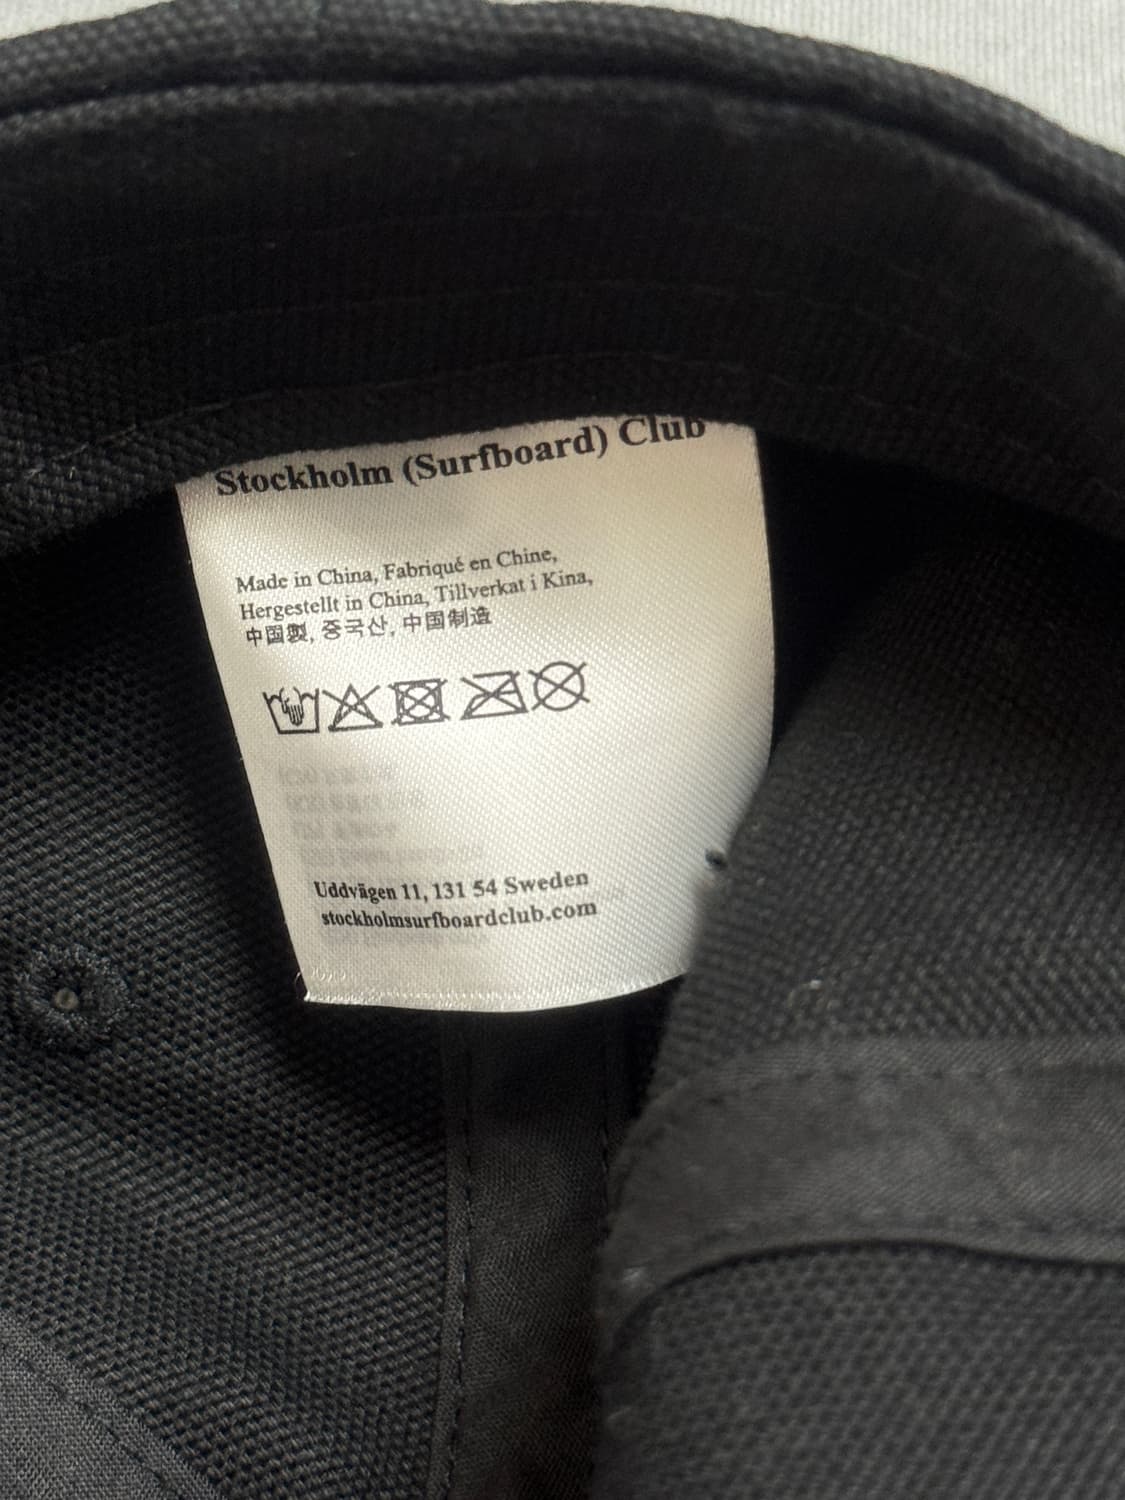 Stockholm (Surfboard) Club
Made in China, Fabriqué en Chine,
Hergestellt in China, Tillverkat i Kina,
中国製, 중국산, 中国制造
Uddvägen 11, 131 54 Sweden
stockholmsurfboardclub.com